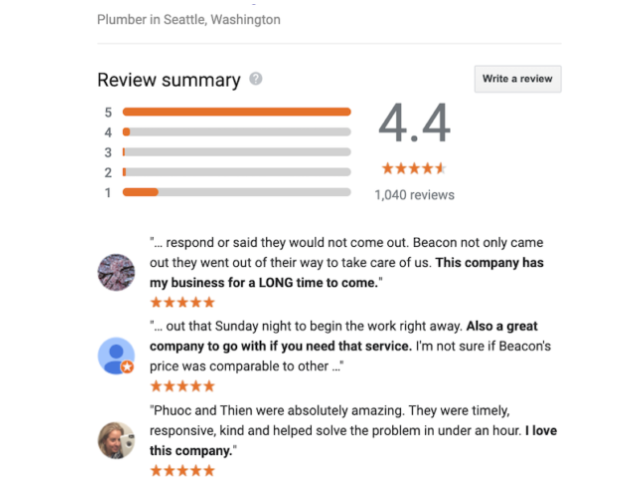 Plumber in Seattle, Washington
Review summary ?
Write a review
5
4
3
2
1
4.4
1,040 reviews
"... respond or said they would not come out. Beacon not only came
out they went out of their way to take care of us. This company has
my business for a LONG time to come."
"... out that Sunday night to begin the work right away. Also a great
company to go with if you need that service. I'm not sure if Beacon's
price was comparable to other ..."
"Phuoc and Thien were absolutely amazing. They were timely,
responsive, kind and helped solve the problem in under an hour. I love
this company."